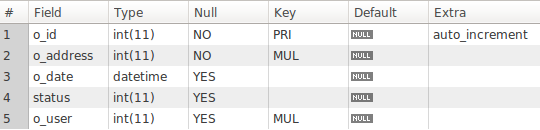 # Field Type Null Key Default Extra
1 o_id int(11) NO PRI NULL auto_increment
2 o_address int(11) NO MUL NULL
3 o_date datetime YES NULL
4 status int(11) YES NULL
5 o_user int(11) YES MUL NULL